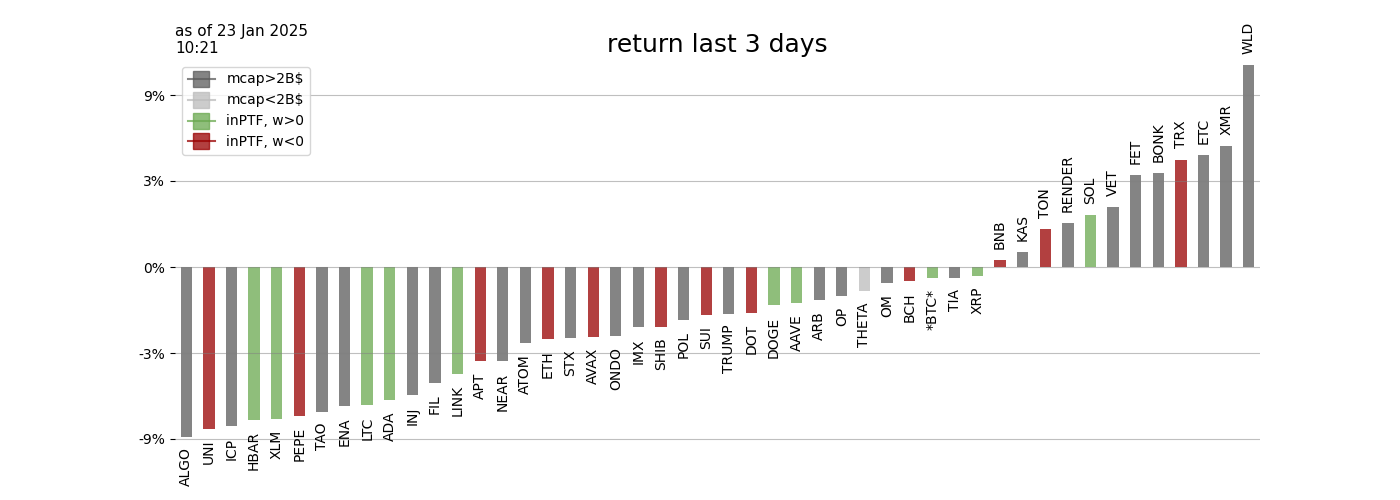 as of 23 Jan 2025
10:21
return last 3 days
mcap>2B$
mcap<2B$
inPTF, w>0
inPTF, w<0
9%
3%
0%
-3%
-9%
ALGO
UNI
ICP
HBAR
XLM
PEPE
TAO
ENA
LTC
ADA
INJ
FIL
LINK
APT
NEAR
ATOM
ETH
STX
AVAX
ONDO
IMX
SHIB
POL
SUI
TRUMP
DOT
DOGE
AAVE
ARB
OP
THETA
OM
BCH
*BTC*
TIA
XRP
BNB
KAS
TON
RENDER
SOL
VET
FET
BONK
TRX
ETC
XMR
WLD